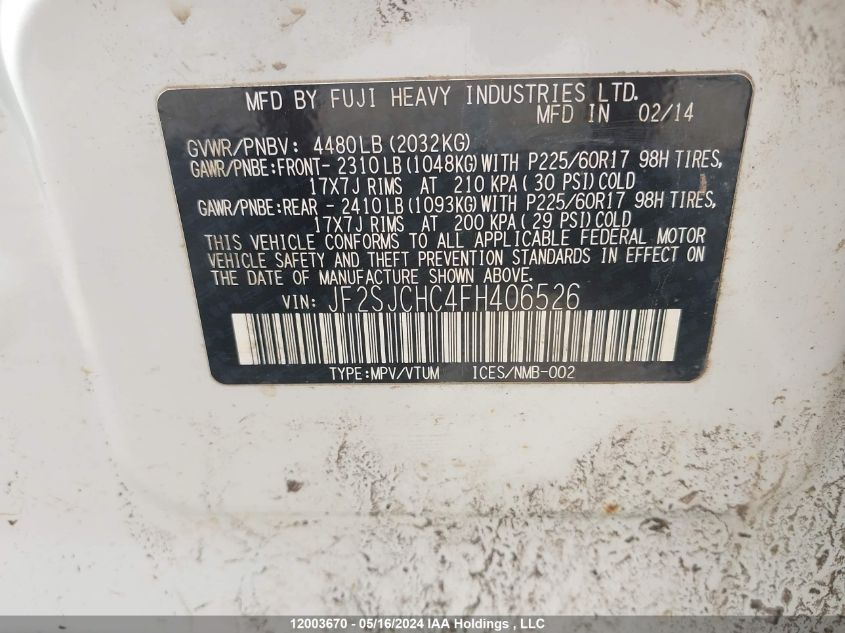 MFD BY FUJI HEAVY INDUSTRIES LTD.
MFD IN 02/14
GVWR/PNBV: 4480LB (2032KG)
GAWR/PNBE:FRONT- 2310LB (1048KG) WITH P225/60R17 98H TIRES,
17X7J RIMS AT 210 KPA ( 30 PSI) COLD
GAWR/PNBE:REAR - 2410LB (1093KG) WITH P225/60R17 98H TIRES,
17X7J RIMS AT 200 KPA ( 29 PSI) COLD
THIS VEHICLE CONFORMS TO ALL APPLICABLE FEDERAL MOTOR
VEHICLE SAFETY AND THEFT PREVENTION STANDARDS IN EFFECT ON
THE DATE OF MANUFACTURE SHOWN ABOVE.
VIN: JF2SJCHC4FH406526
TYPE:MPV/VTUM ICES/NMB-002
12003670 - 05/16/2024 IAA Holdings , LLC